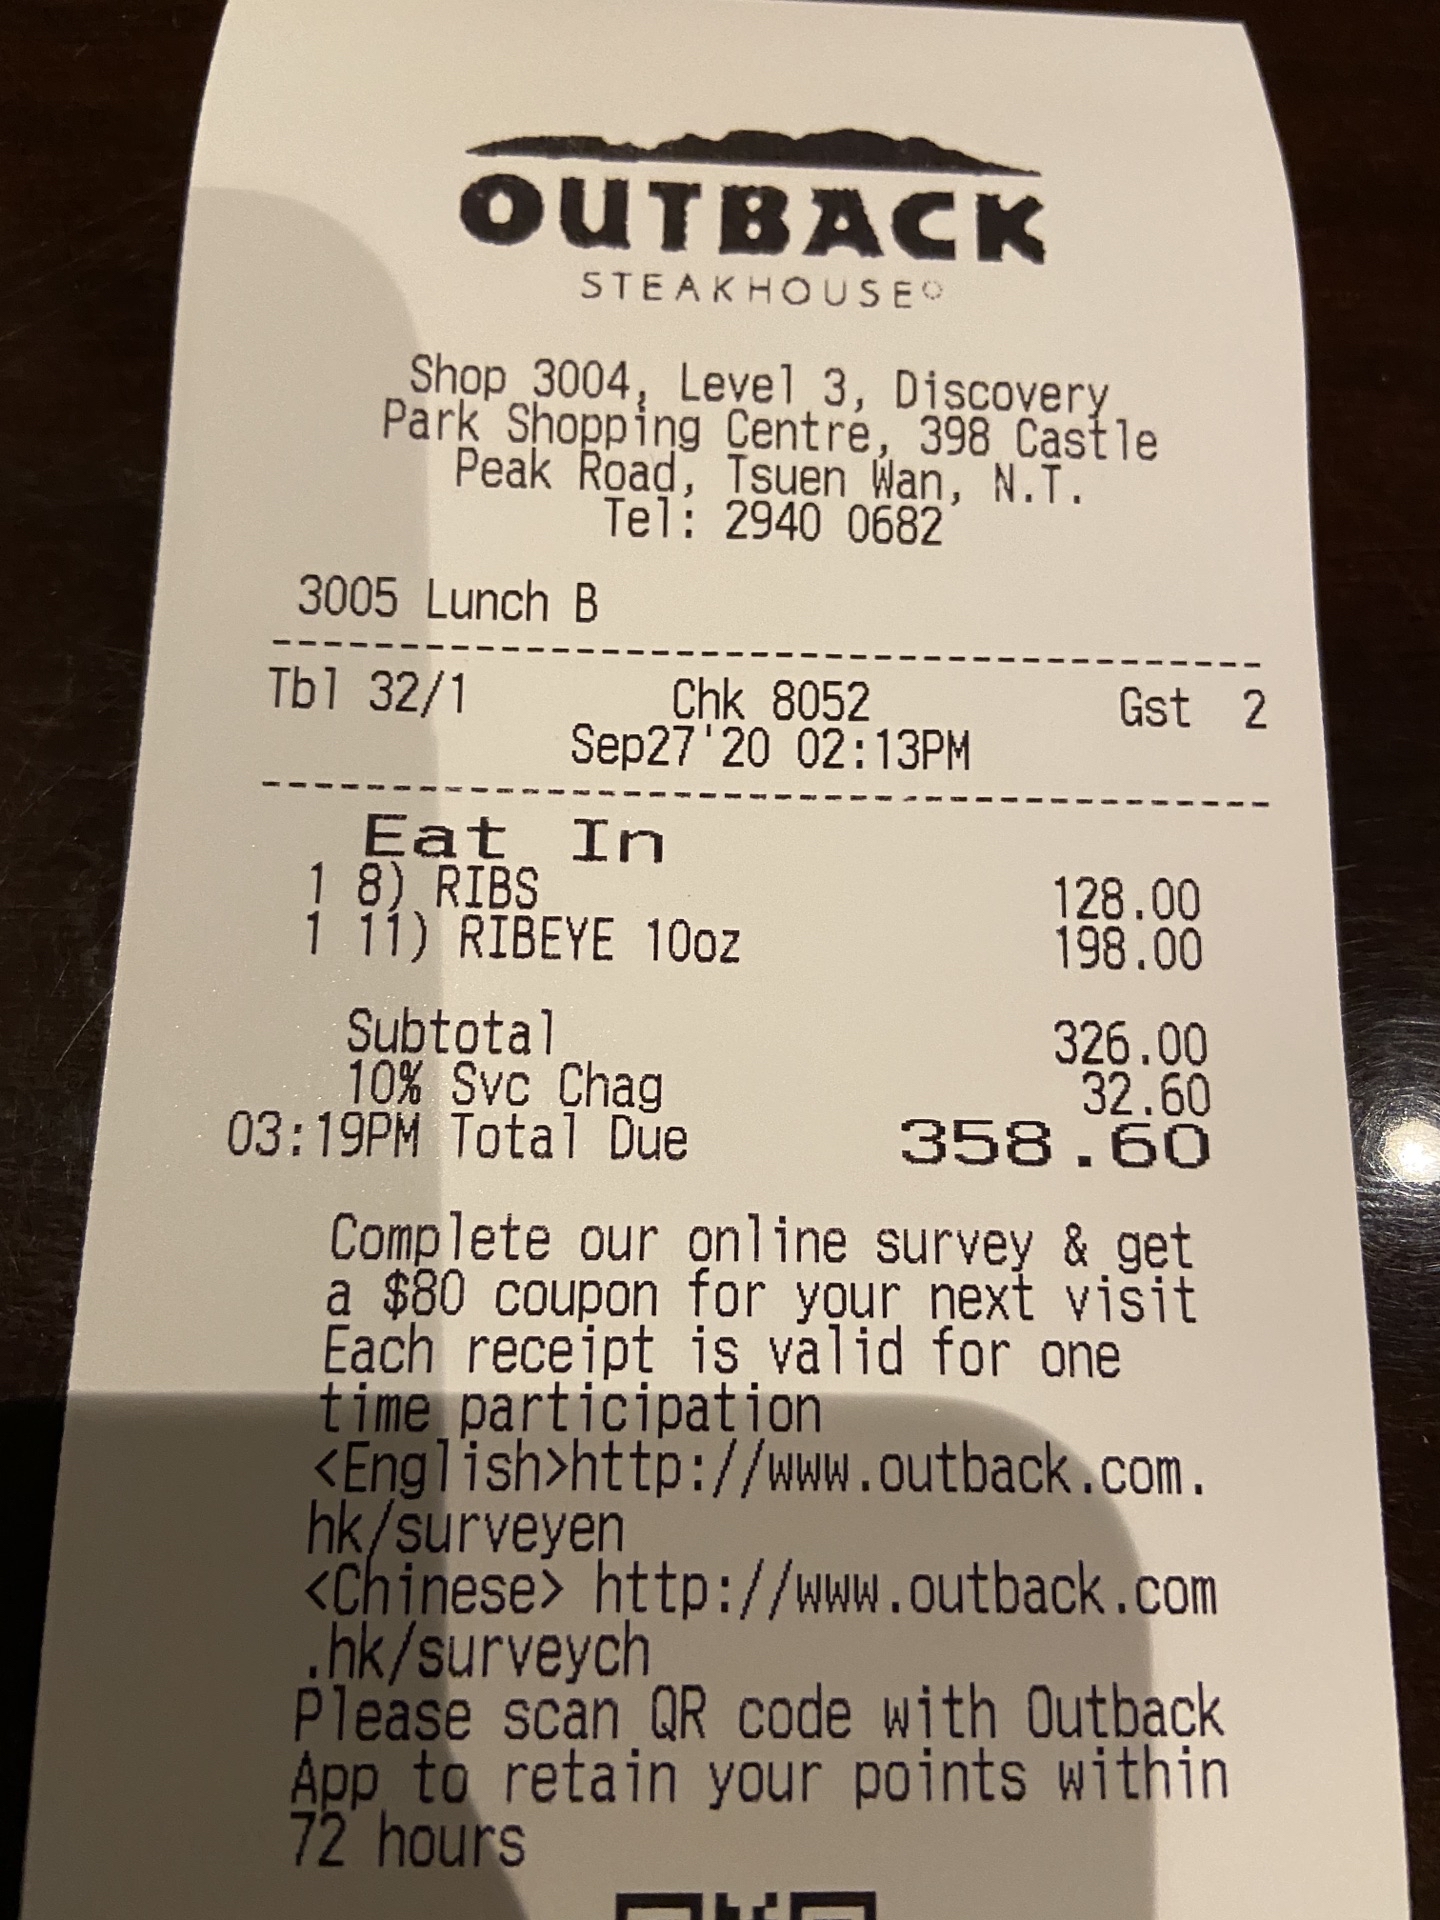 OUTBACK
STEAKHOUSE
Shop 3004, Level 3, Discovery
Park Shopping Centre, 398 Castle
Peak Road, Tsuen Wan, N.T.
Tel: 2940 0682
3005 Lunch B
Tbl 32/1 Chk 8052 Gst 2
Sep27'20 02:13PM
Eat In
1 8) RIBS 128.00
1 11) RIBEYE 10oz 198.00
Subtotal 326.00
10% Svc Chag 32.60
03:19PM Total Due 358.60
Complete our online survey & get
a $80 coupon for your next visit
Each receipt is valid for one
time participation
<English>http://www.outback.com.
hk/surveyen
<Chinese> http://www.outback.com
.hk/surveych
Please scan QR code with Outback
App to retain your points within
72 hours